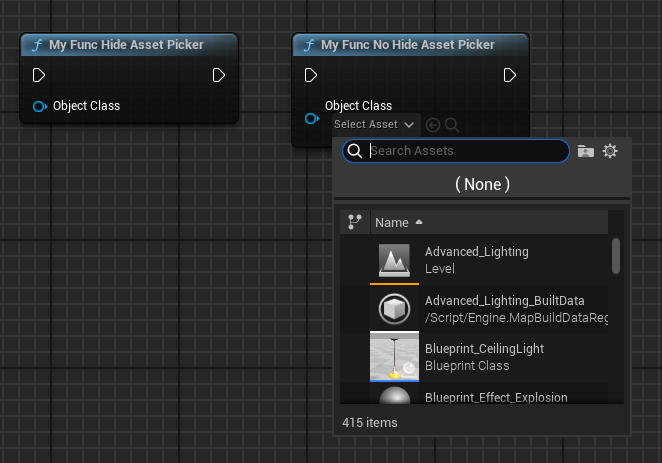 My Func Hide Asset Picker
Object Class
My Func No Hide Asset Picker
Object Class
Select Asset
Search Assets
( None )
Name
Advanced_Lighting
Level
Advanced_Lighting_BuiltData
/Script/Engine.MapBuildDataReg
Blueprint_CeilingLight
Blueprint Class
Blueprint_Effect_Explosion
415 items